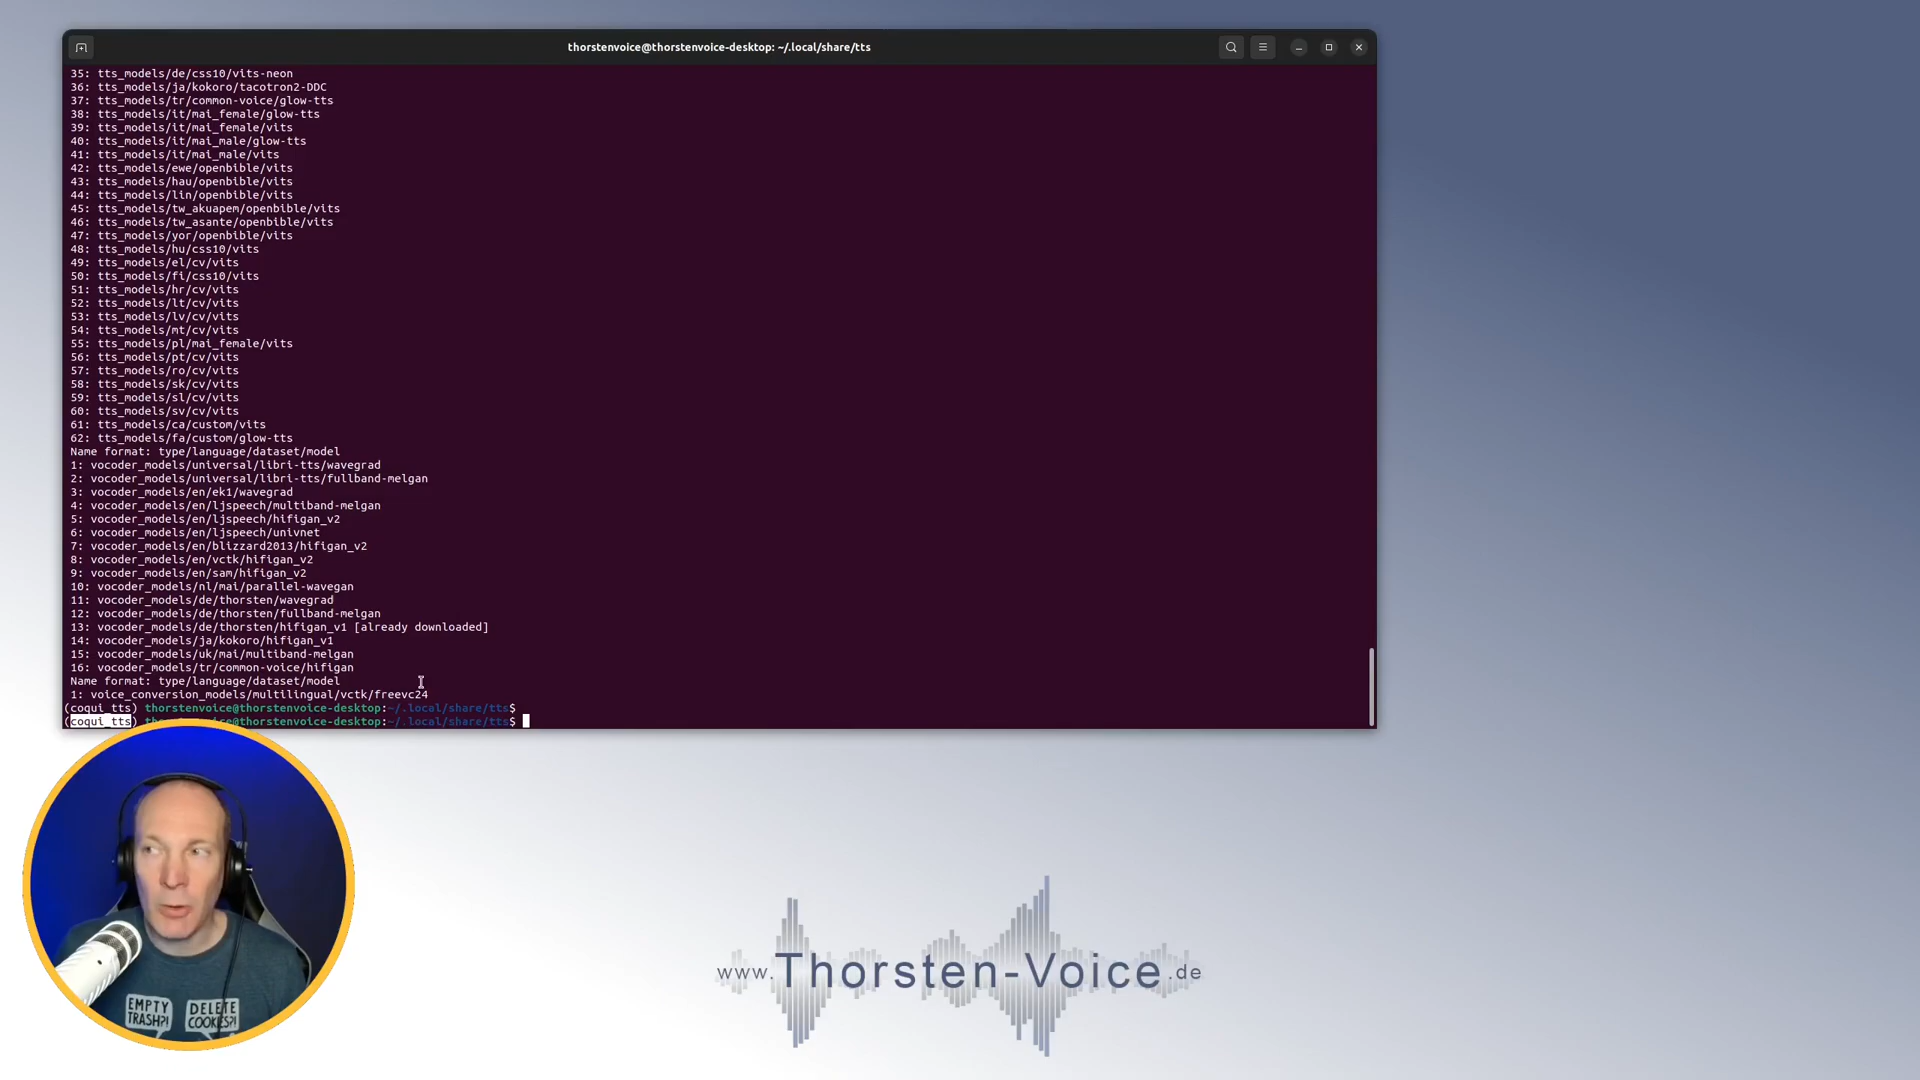 thorstenvoice@thorstenvoice-desktop: ~/.local/share/tts
35: tts_models/de/css10/vits-neon
36: tts_models/ja/kokoro/tacotron2-DDC
37: tts_models/tr/common-voice/glow-tts
38: tts_models/it/mai_female/glow-tts
39: tts_models/it/mai_female/vits
40: tts_models/it/mai_male/glow-tts
41: tts_models/it/mai_male/vits
42: tts_models/ewe/openbible/vits
43: tts_models/hau/openbible/vits
44: tts_models/lin/openbible/vits
45: tts_models/tw_akuapem/openbible/vits
46: tts_models/tw_asante/openbible/vits
47: tts_models/yor/openbible/vits
48: tts_models/hu/css10/vits
49: tts_models/el/cv/vits
50: tts_models/fi/css10/vits
51: tts_models/hr/cv/vits
52: tts_models/lt/cv/vits
53: tts_models/lv/cv/vits
54: tts_models/mt/cv/vits
55: tts_models/pl/mai_female/vits
56: tts_models/pt/cv/vits
57: tts_models/ro/cv/vits
58: tts_models/sk/cv/vits
59: tts_models/sl/cv/vits
60: tts_models/sv/cv/vits
61: tts_models/ca/custom/vits
62: tts_models/fa/custom/glow-tts
Name format: type/language/dataset/model
1: vocoder_models/universal/libri-tts/wavegrad
2: vocoder_models/universal/libri-tts/fullband-melgan
3: vocoder_models/en/ek1/wavegrad
4: vocoder_models/en/ljspeech/multiband-melgan
5: vocoder_models/en/ljspeech/hifigan_v2
6: vocoder_models/en/ljspeech/univnet
7: vocoder_models/en/blizzard2013/hifigan_v2
8: vocoder_models/en/vctk/hifigan_v2
9: vocoder_models/en/sam/hifigan_v2
10: vocoder_models/nl/mai/parallel-wavegan
11: vocoder_models/de/thorsten/wavegrad
12: vocoder_models/de/thorsten/fullband-melgan
13: vocoder_models/de/thorsten/hifigan_v1 [already downloaded]
14: vocoder_models/ja/kokoro/hifigan_v1
15: vocoder_models/uk/mai/multiband-melgan
16: vocoder_models/tr/common-voice/hifigan
Name format: type/language/dataset/model
1: voice_conversion_models/multilingual/vctk/freevc24
(coqui_tts) thorstenvoice@thorstenvoice-desktop:~/.local/share/tts$
(coqui_tts) thorstenvoice@thorstenvoice-desktop:~/.local/share/tts$
EMPTY TRASH?!
DELETE COOKIES?!
www.Thorsten-Voice.de